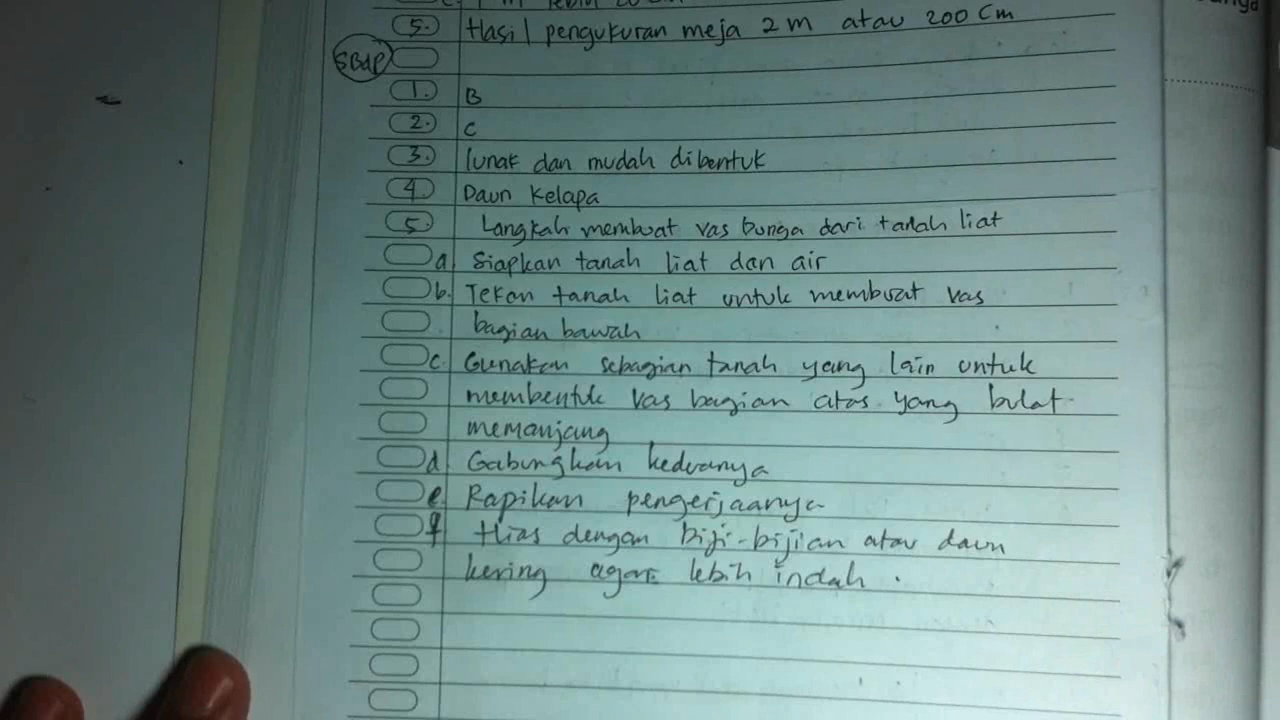 5. Hasil pengukuran meja 2 m atau 200 cm
SBdP
1. B
2. C
3. lunak dan mudah dibentuk
4. Daun kelapa
5. Langkah membuat vas bunga dari tanah liat
a. Siapkan tanah liat dan air
b. Tekan tanah liat untuk membuat vas
bagian bawah
c. Gunakan sebagian tanah yang lain untuk
membentuk vas bagian atas yang bulat
memanjang
d. Gabungkan keduanya
e. Rapikan pengerjaanya
f. Hias dengan biji-bijian atau daun
kering agar lebih indah.